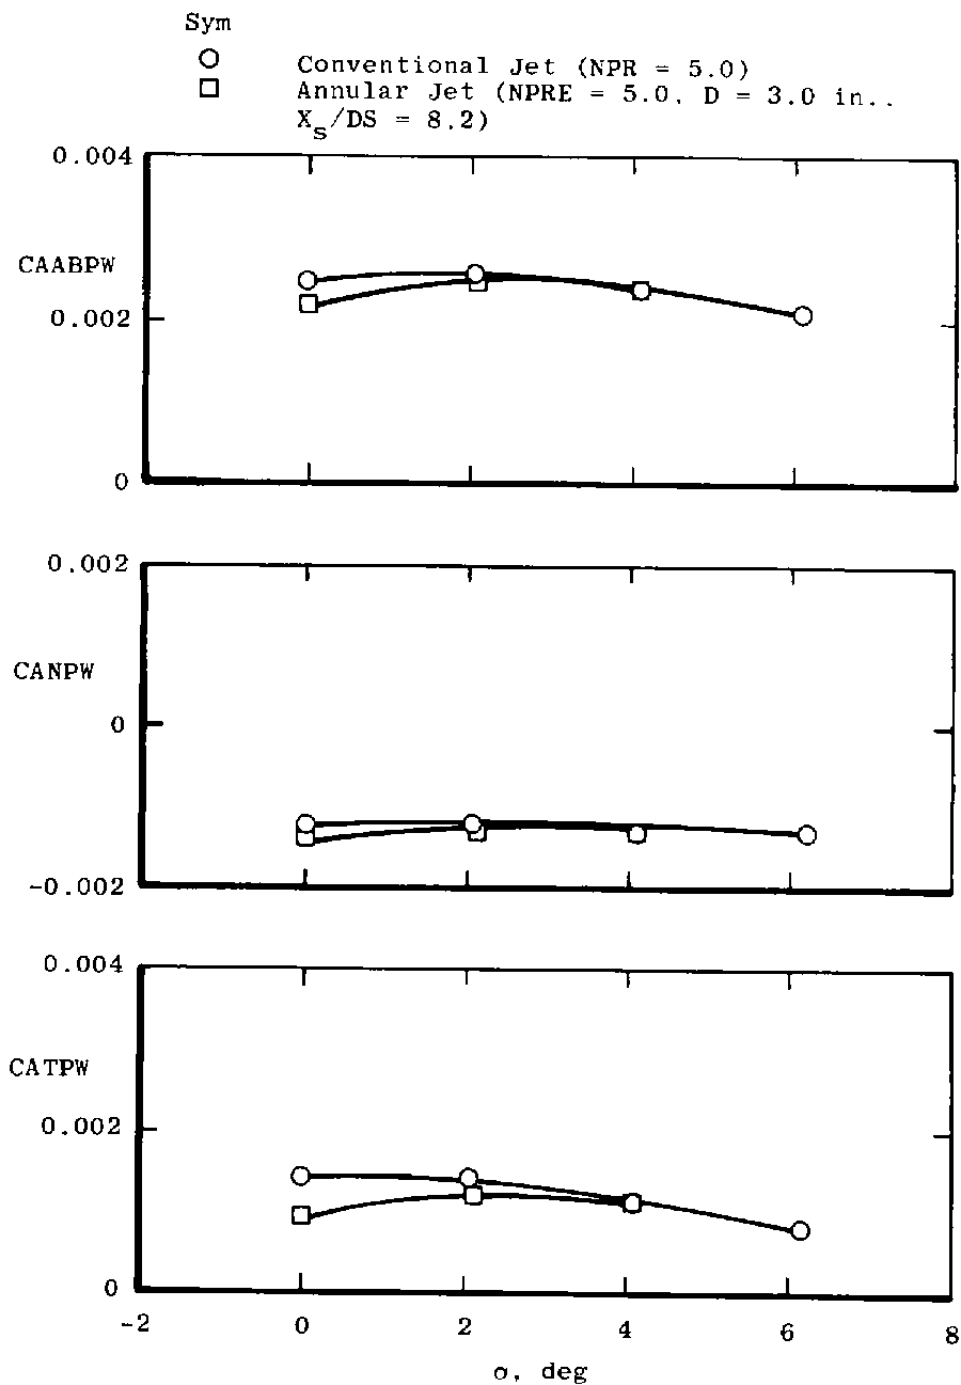 Sym
Conventional Jet (NPR = 5.0)
Annular Jet (NPRE = 5.0, D = 3.0 in..
Xs/DS = 8.2)
0.004
CAABPW
0.002
0
0.002
CANPW
0
-0.002
0.004
CATPW
0.002
0
-2 0 2 4 6 8
σ, deg